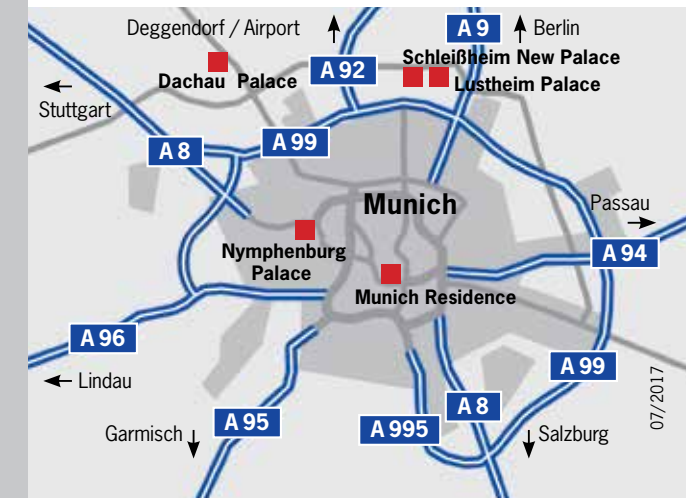 Deggendorf / Airport
A 9
Berlin
A 92
Schleißheim New Palace
Dachau Palace
Lustheim Palace
Stuttgart
A 8
A 99
Munich
Passau
Nymphenburg
Palace
A 94
Munich Residence
A 96
A 99
Lindau
07/2017
A 8
A 95
A 995
Garmisch
Salzburg